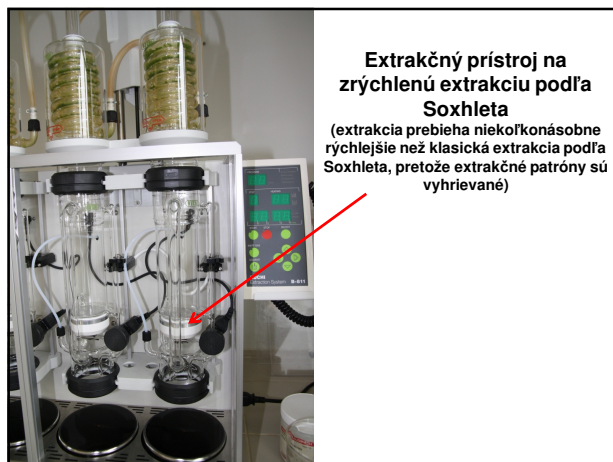 Extrakčný prístroj na
zrýchlenú extrakciu podľa
Soxhleta
(extrakcia prebieha niekoľkonásobne
rýchlejšie než klasická extrakcia podľa
Soxhleta, pretože extrakčné patróny sú
vyhrievané)
Extraction System B-811